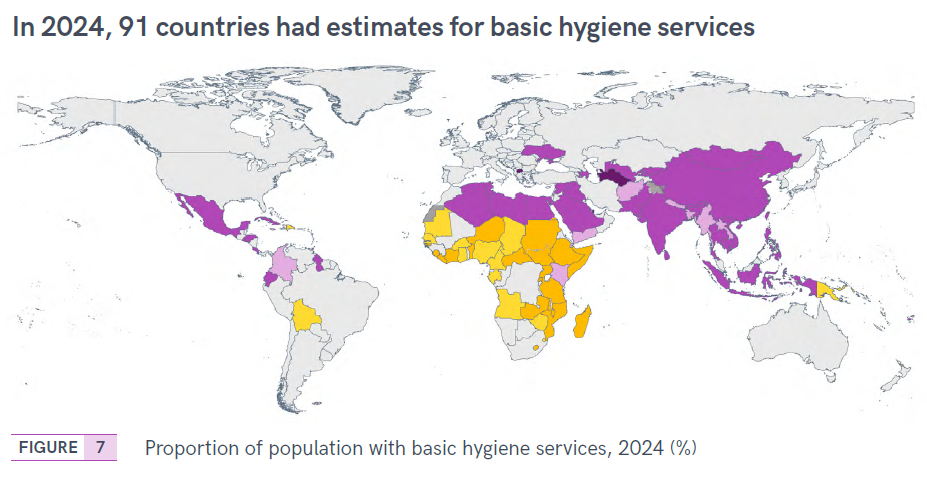 In 2024, 91 countries had estimates for basic hygiene services
FIGURE 7 Proportion of population with basic hygiene services, 2024 (%)